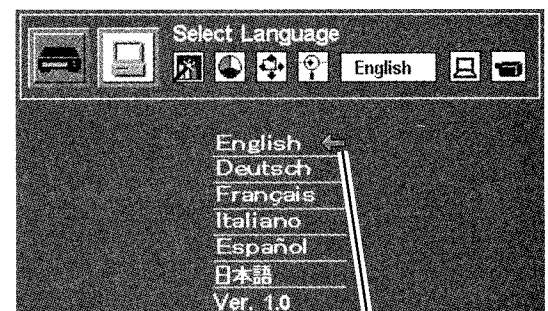 Select Language
English
English
Deutsch
Français
Italiano
Español
日本語
Ver. 1.0